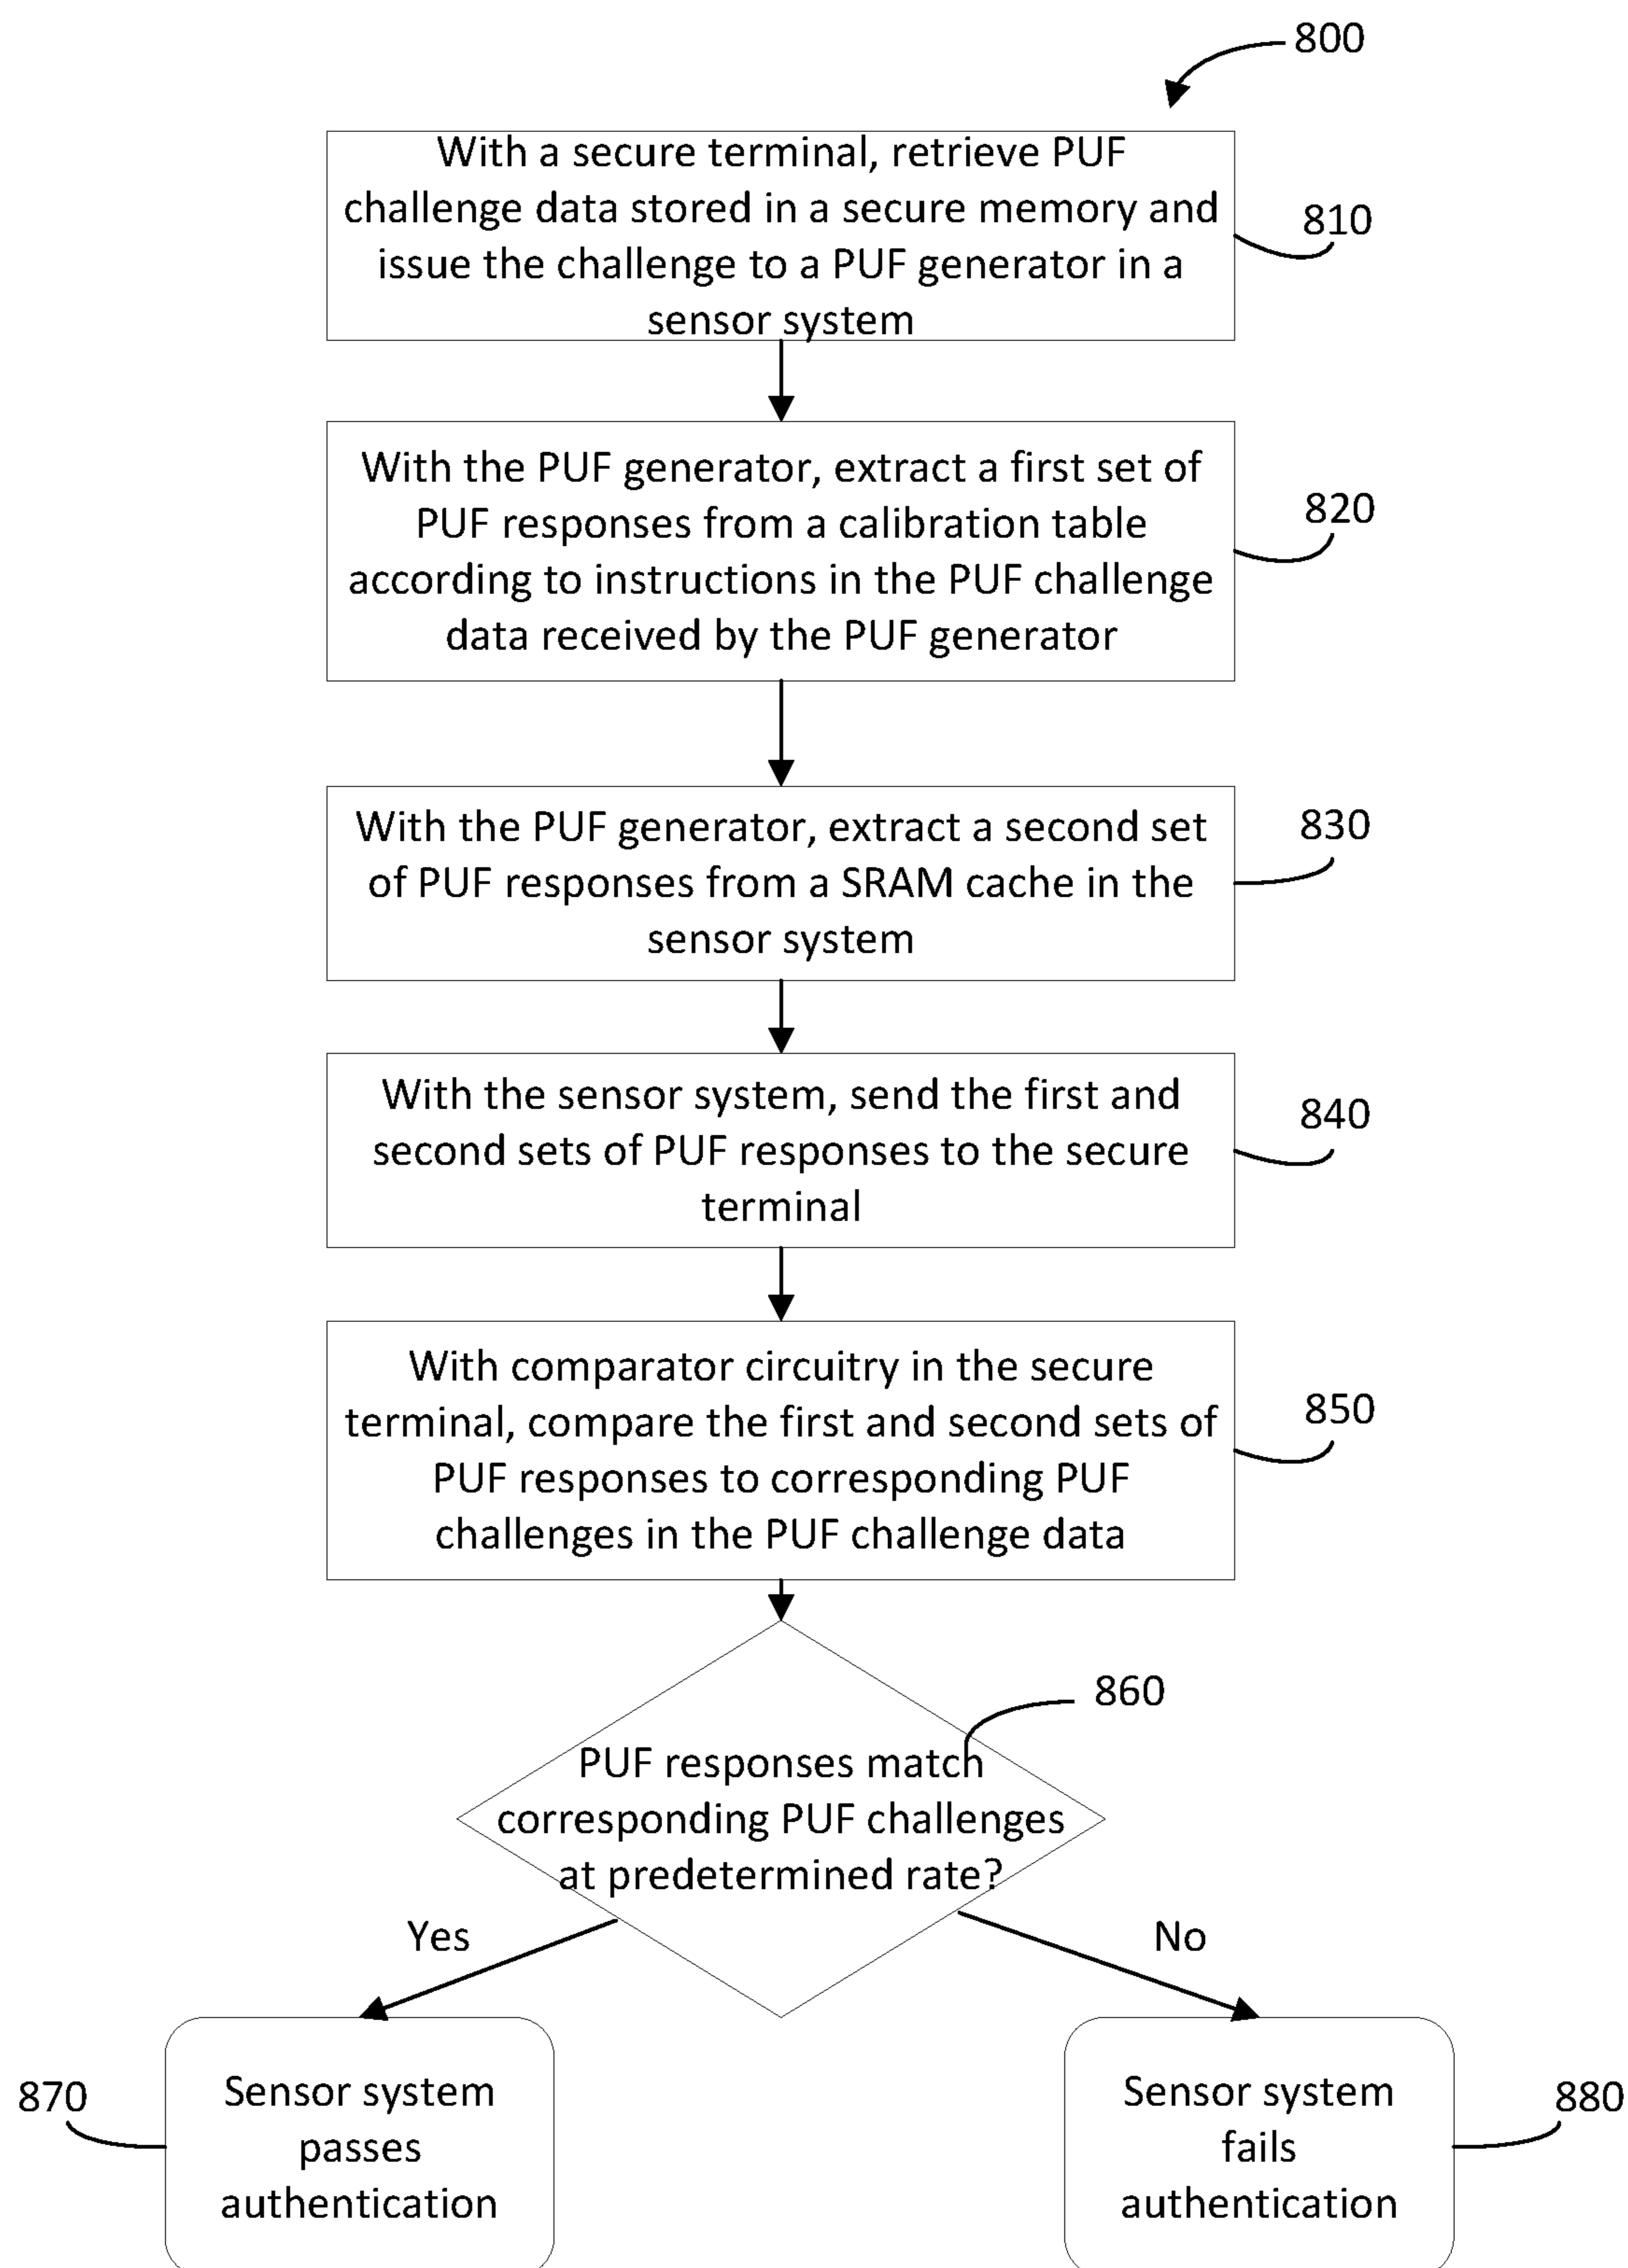 800
With a secure terminal, retrieve PUF
challenge data stored in a secure memory and
issue the challenge to a PUF generator in a
sensor system
810
With the PUF generator, extract a first set of
PUF responses from a calibration table
according to instructions in the PUF challenge
data received by the PUF generator
820
With the PUF generator, extract a second set
of PUF responses from a SRAM cache in the
sensor system
830
With the sensor system, send the first and
second sets of PUF responses to the secure
terminal
840
With comparator circuitry in the secure
terminal, compare the first and second sets of
PUF responses to corresponding PUF
challenges in the PUF challenge data
850
860
PUF responses match
corresponding PUF challenges
at predetermined rate?
Yes
No
870
Sensor system
passes
authentication
Sensor system
fails
authentication
880